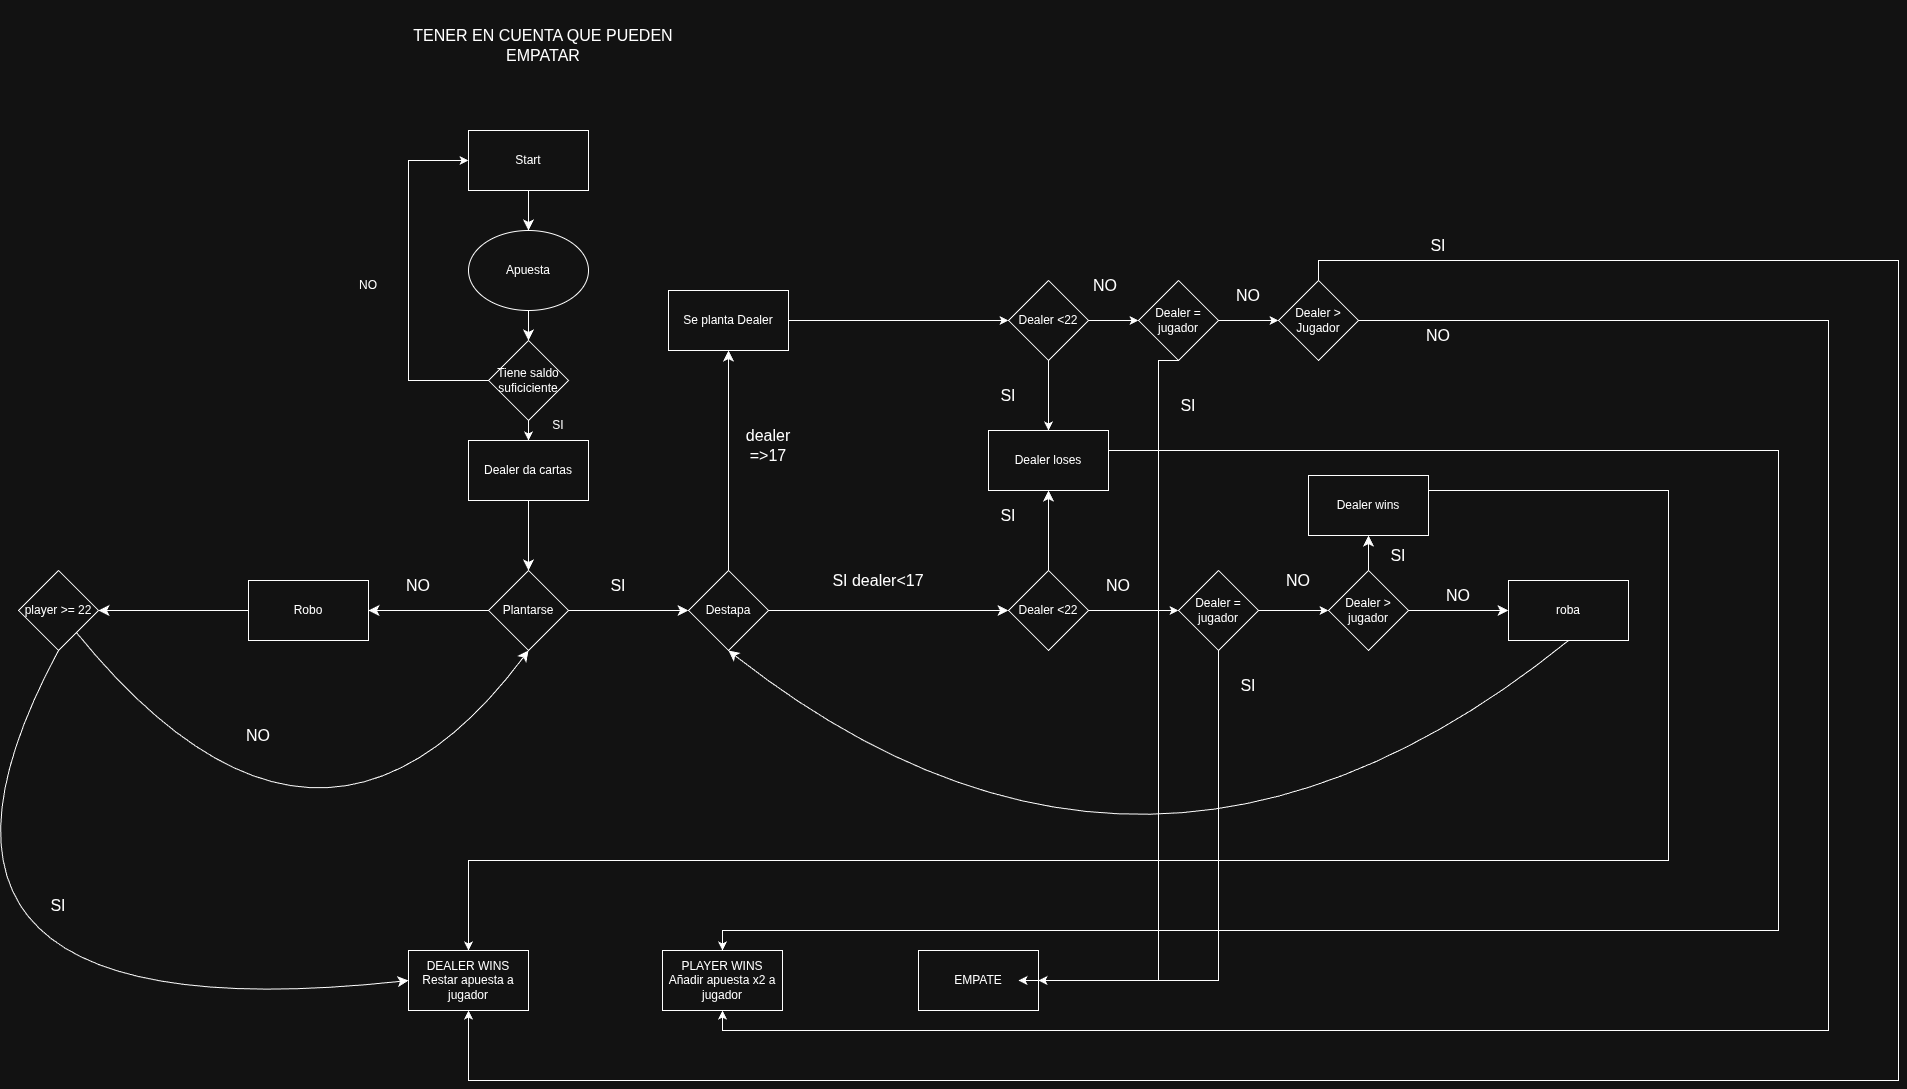 TENER EN CUENTA QUE PUEDEN
EMPATAR
Start
Apuesta
NO
Tiene saldo
suficiciente
SI
Dealer da cartas
Se planta Dealer
Dealer <22
NO
Dealer =
jugador
NO
Dealer >
Jugador
SI
NO
SI
SI
dealer
=>17
Dealer loses
SI
Dealer wins
SI
player >= 22
Robo
NO
Plantarse
SI
Destapa
SI dealer<17
Dealer <22
NO
Dealer =
jugador
NO
Dealer >
jugador
NO
roba
SI
NO
SI
DEALER WINS
Restar apuesta a
jugador
PLAYER WINS
Añadir apuesta x2 a
jugador
EMPATE